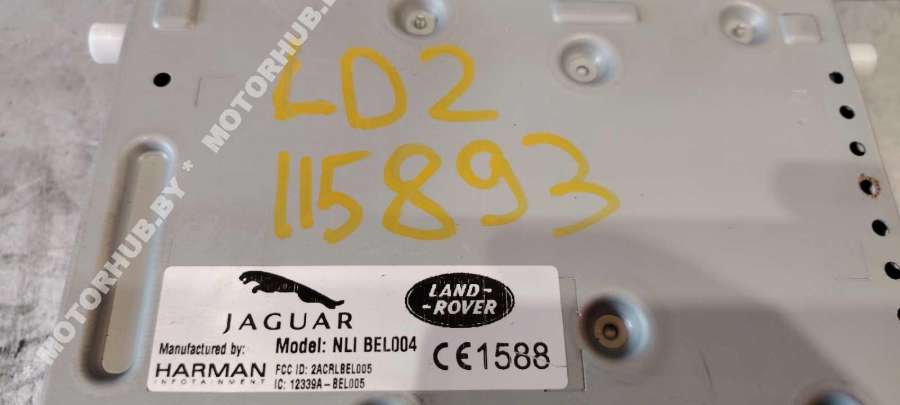 MOTORHUB.BY * MOTORHUB.BY * MOTORHUB
LD2
115893
JAGUAR
LAND-
-ROVER
Manufactured by:
HARMAN
INFOTAINMENT
Model: NLI BEL004
FCC ID: 2ACRLBEL005
IC: 12339A-BEL005
CE1588